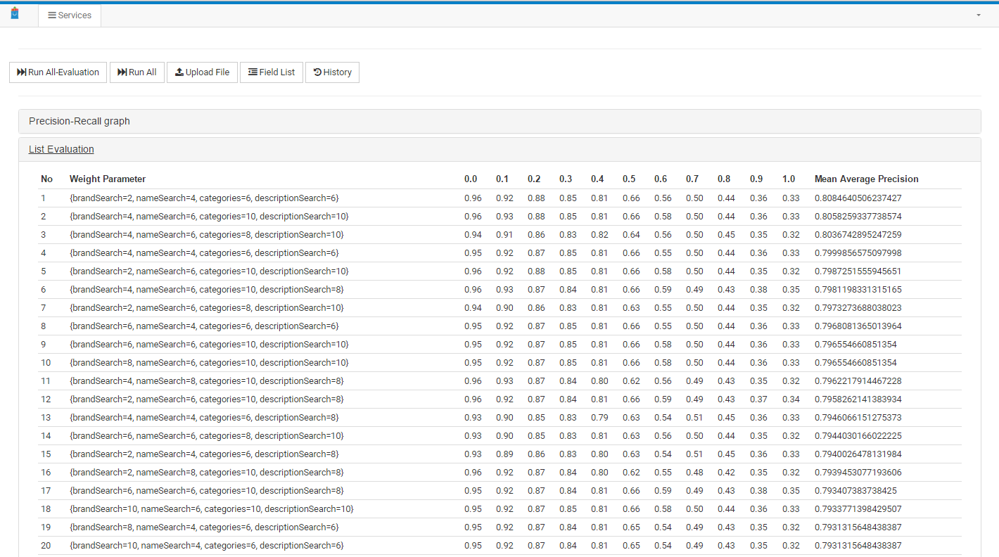 Services
Run All-Evaluation Run All Upload File Field List History
Precision-Recall graph
List Evaluation
No Weight Parameter 0.0 0.1 0.2 0.3 0.4 0.5 0.6 0.7 0.8 0.9 1.0 Mean Average Precision
1 {brandSearch=2, nameSearch=4, categories=6, descriptionSearch=6} 0.96 0.92 0.88 0.85 0.81 0.66 0.56 0.50 0.44 0.36 0.33 0.8084640506237427
2 {brandSearch=4, nameSearch=6, categories=10, descriptionSearch=10} 0.96 0.93 0.88 0.85 0.81 0.66 0.58 0.50 0.44 0.36 0.33 0.8058259337738574
3 {brandSearch=4, nameSearch=6, categories=8, descriptionSearch=10} 0.94 0.91 0.86 0.83 0.82 0.64 0.56 0.50 0.45 0.35 0.32 0.8036742895247259
4 {brandSearch=4, nameSearch=4, categories=6, descriptionSearch=6} 0.95 0.92 0.87 0.85 0.81 0.66 0.55 0.50 0.44 0.36 0.33 0.7999856575097998
5 {brandSearch=2, nameSearch=6, categories=10, descriptionSearch=10} 0.96 0.92 0.88 0.85 0.81 0.66 0.58 0.50 0.44 0.35 0.32 0.7987251555945651
6 {brandSearch=4, nameSearch=6, categories=10, descriptionSearch=8} 0.96 0.93 0.87 0.84 0.81 0.66 0.59 0.49 0.43 0.38 0.35 0.7981198331315165
7 {brandSearch=2, nameSearch=6, categories=8, descriptionSearch=10} 0.94 0.90 0.86 0.83 0.81 0.63 0.55 0.50 0.44 0.35 0.32 0.7973273688038023
8 {brandSearch=6, nameSearch=4, categories=6, descriptionSearch=6} 0.95 0.92 0.87 0.85 0.81 0.66 0.55 0.50 0.44 0.36 0.33 0.7968081365013964
9 {brandSearch=6, nameSearch=6, categories=10, descriptionSearch=10} 0.95 0.92 0.87 0.85 0.81 0.66 0.58 0.50 0.44 0.36 0.33 0.796554660851354
10 {brandSearch=8, nameSearch=6, categories=10, descriptionSearch=10} 0.95 0.92 0.87 0.85 0.81 0.66 0.58 0.50 0.44 0.36 0.33 0.796554660851354
11 {brandSearch=4, nameSearch=8, categories=10, descriptionSearch=8} 0.96 0.93 0.87 0.84 0.80 0.62 0.56 0.49 0.43 0.35 0.32 0.7962217914467228
12 {brandSearch=2, nameSearch=6, categories=10, descriptionSearch=8} 0.96 0.92 0.87 0.84 0.81 0.66 0.59 0.49 0.43 0.37 0.34 0.7958262141383934
13 {brandSearch=4, nameSearch=4, categories=6, descriptionSearch=8} 0.93 0.90 0.85 0.83 0.79 0.63 0.54 0.51 0.45 0.36 0.33 0.7946066151275373
14 {brandSearch=6, nameSearch=6, categories=8, descriptionSearch=10} 0.93 0.90 0.85 0.83 0.81 0.63 0.56 0.50 0.44 0.35 0.32 0.7944030166022225
15 {brandSearch=2, nameSearch=4, categories=6, descriptionSearch=8} 0.93 0.89 0.86 0.83 0.80 0.63 0.54 0.51 0.45 0.36 0.33 0.7940026478131984
16 {brandSearch=2, nameSearch=8, categories=10, descriptionSearch=8} 0.96 0.92 0.87 0.84 0.80 0.62 0.55 0.48 0.42 0.35 0.32 0.7939453077193606
17 {brandSearch=6, nameSearch=6, categories=10, descriptionSearch=8} 0.95 0.92 0.87 0.84 0.81 0.66 0.59 0.49 0.43 0.38 0.35 0.793407383738425
18 {brandSearch=10, nameSearch=6, categories=10, descriptionSearch=10} 0.95 0.92 0.87 0.85 0.81 0.66 0.58 0.50 0.44 0.36 0.33 0.7933771398429507
19 {brandSearch=8, nameSearch=4, categories=6, descriptionSearch=6} 0.95 0.92 0.87 0.84 0.81 0.65 0.54 0.49 0.43 0.35 0.32 0.7931315648438387
20 {brandSearch=10, nameSearch=4, categories=6, descriptionSearch=6} 0.95 0.92 0.87 0.84 0.81 0.65 0.54 0.49 0.43 0.35 0.32 0.7931315648438387